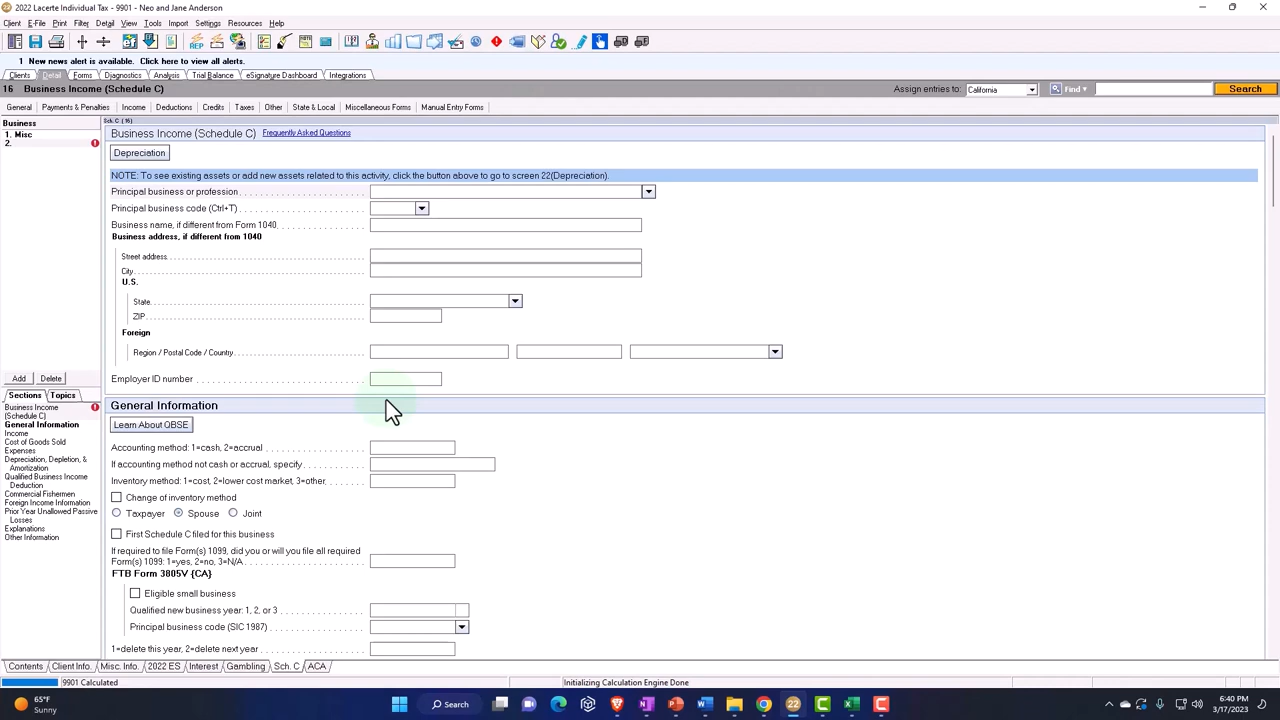 2022 Lacerte Individual Tax - 9901 - Neo and Jane Anderson
Client E-File Print Filter Detail View Tools Import Settings Resources Help
1 New news alert is available. Click here to view all alerts.
Clients Detail Forms Diagnostics Analysis Trial Balance eSignature Dashboard Integrations
16 Business Income (Schedule C) Assign entries to: California Find Search
General Payments & Penalties Income Deductions Credits Taxes Other State & Local Miscellaneous Forms Manual Entry Forms
Business
1. Misc
2.
Add Delete
Sections Topics
Business Income
(Schedule C)
General Information
Income
Cost of Goods Sold
Expenses
Depreciation, Depletion, &
Amortization
Qualified Business Income
Deduction
Commercial Fishermen
Foreign Income Information
Prior Year Unallowed Passive
Losses
Explanations
Other Information
Sch. C (16)
Business Income (Schedule C) Frequently Asked Questions
Depreciation
NOTE: To see existing assets or add new assets related to this activity, click the button above to go to screen 22(Depreciation).
Principal business or profession
Principal business code (Ctrl+T)
Business name, if different from Form 1040
Business address, if different from 1040
Street address
City
U.S.
State
ZIP
Foreign
Region / Postal Code / Country
Employer ID number
General Information
Learn About QBSE
Accounting method: 1=cash, 2=accrual
If accounting method not cash or accrual, specify
Inventory method: 1=cost, 2=lower cost market, 3=other
Change of inventory method
Taxpayer Spouse Joint
First Schedule C filed for this business
If required to file Form(s) 1099, did you or will you file all required
Form(s) 1099: 1=yes, 2=no, 3=N/A
FTB Form 3805V {CA}
Eligible small business
Qualified new business year: 1, 2, or 3
Principal business code (SIC 1987)
1=delete this year, 2=delete next year
Contents Client Info. Misc. Info. 2022 ES Interest Gambling Sch. C ACA
9901 Calculated Initializing Calculation Engine Done
65°F
Sunny
Search
6:40 PM
3/17/2023